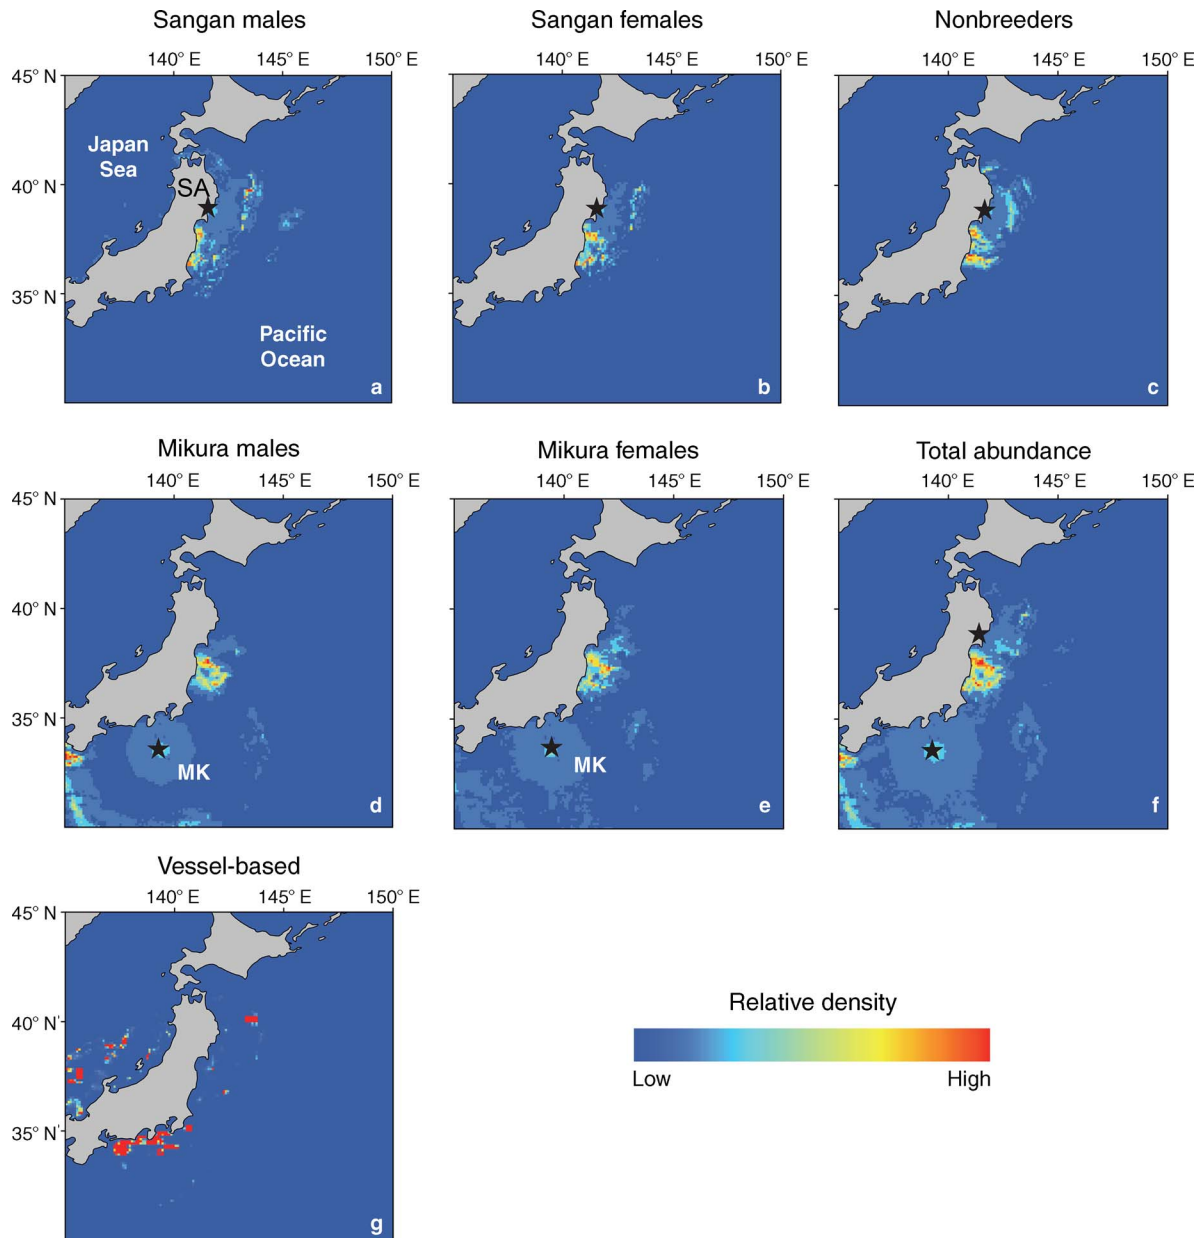 Sangan males
Sangan females
Nonbreeders
140° E 145° E 150° E
140° E 145° E 150° E
140° E 145° E 150° E
45° N
Japan
Sea
40° N
SA
35° N
Pacific
Ocean
a
b
c
Mikura males
Mikura females
Total abundance
140° E 145° E 150° E
140° E 145° E 150° E
140° E 145° E 150° E
45° N
40° N
35° N
MK
MK
d
e
f
Vessel-based
140° E 145° E 150° E
45° N
40° N
35° N
g
Relative density
Low High